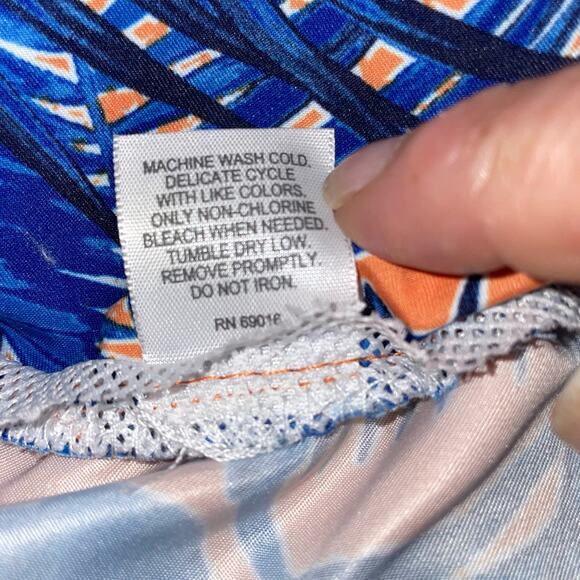 MACHINE WASH COLD.
DELICATE CYCLE
WITH LIKE COLORS.
ONLY NON-CHLORINE
BLEACH WHEN NEEDED.
TUMBLE DRY LOW.
REMOVE PROMPTLY.
DO NOT IRON.
RN 69016